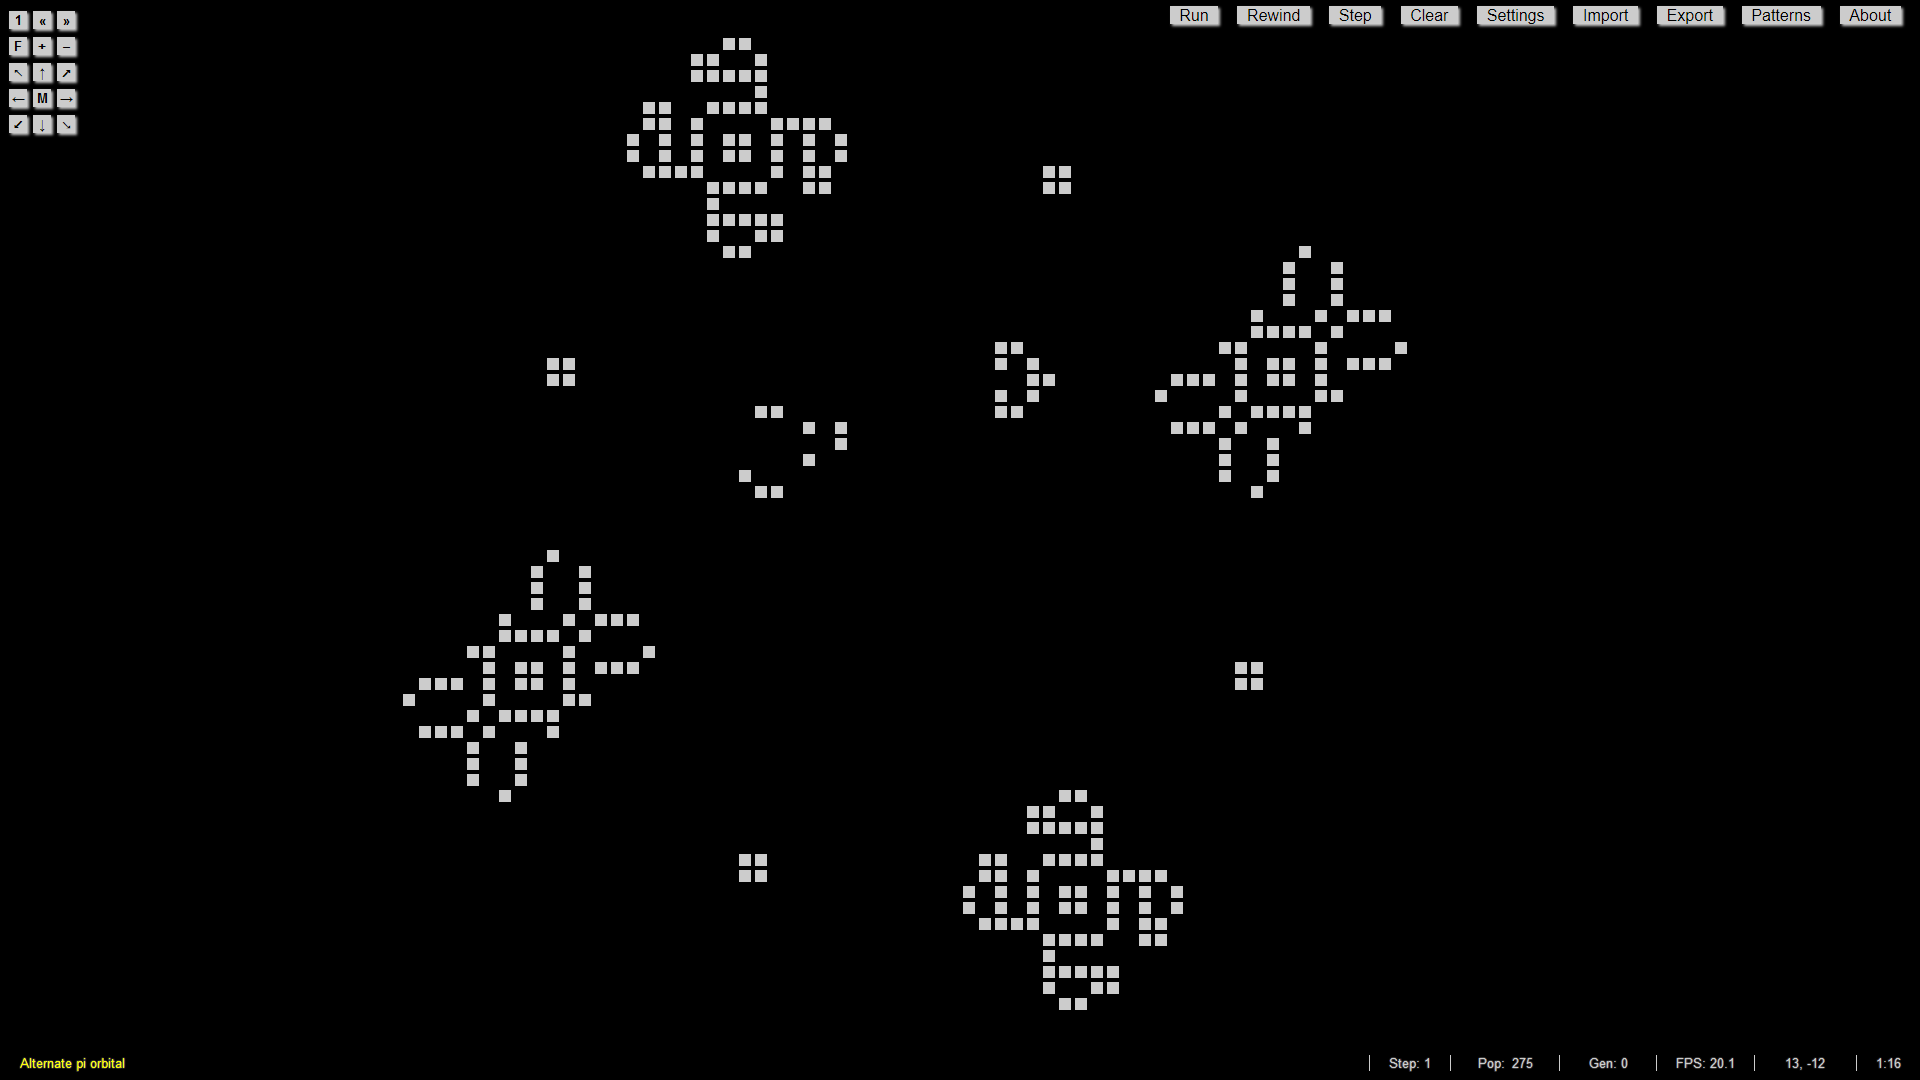 1 « »
F + −
↖ ↑ ↗
← M →
↙ ↓ ↘
Run Rewind Step Clear Settings Import Export Patterns About
Alternate pi orbital
Step: 1 Pop: 275 Gen: 0 FPS: 20.1 13, -12 1:16